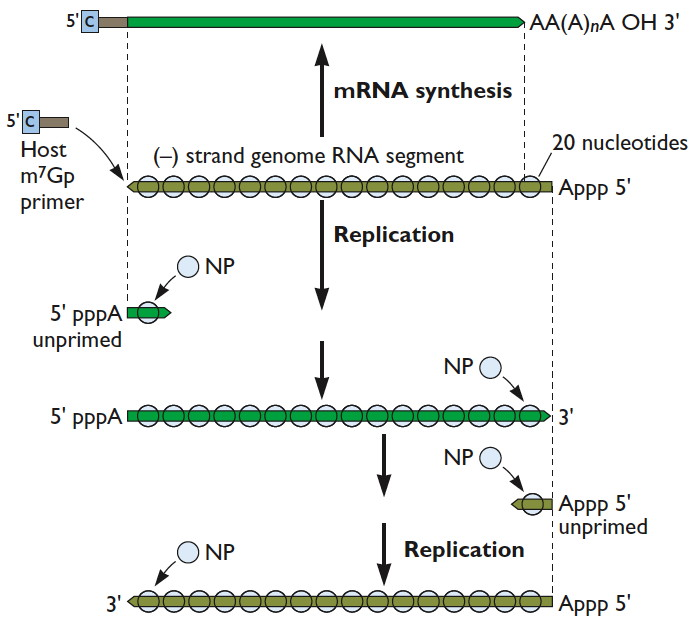 5' C AA(A)nA OH 3'
mRNA synthesis
5' C
Host
m⁷Gp
primer
(–) strand genome RNA segment
20 nucleotides
Appp 5'
Replication
NP
5' pppA
unprimed
NP
5' pppA 3'
NP
Appp 5'
unprimed
NP
Replication
3' Appp 5'